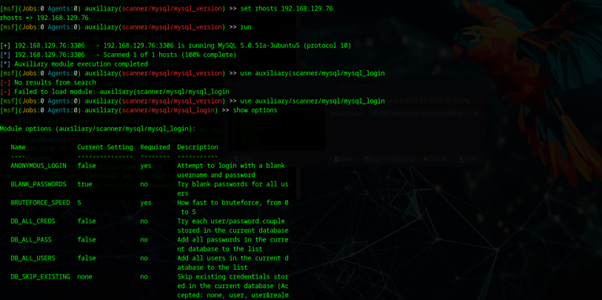 [msf](Jobs:0 Agents:0) auxiliary(scanner/mysql/mysql_version) >> set rhosts 192.168.129.76
rhosts => 192.168.129.76
[msf](Jobs:0 Agents:0) auxiliary(scanner/mysql/mysql_version) >> run
[+] 192.168.129.76:3306 - 192.168.129.76:3306 is running MySQL 5.0.51a-3ubuntu5 (protocol 10)
[*] 192.168.129.76:3306 - Scanned 1 of 1 hosts (100% complete)
[*] Auxiliary module execution completed
[msf](Jobs:0 Agents:0) auxiliary(scanner/mysql/mysql_version) >> use auxiliary(scanner/mysql/mysql_login
[-] No results from search
[-] Failed to load module: auxiliary(scanner/mysql/mysql_login
[msf](Jobs:0 Agents:0) auxiliary(scanner/mysql/mysql_version) >> use auxiliary/scanner/mysql/mysql_login
[msf](Jobs:0 Agents:0) auxiliary(scanner/mysql/mysql_login) >> show options
Module options (auxiliary/scanner/mysql/mysql_login):
Name Current Setting Required Description
---- --------------- -------- -----------
ANONYMOUS_LOGIN false yes Attempt to login with a blank
username and password
BLANK_PASSWORDS true no Try blank passwords for all us
ers
BRUTEFORCE_SPEED 5 yes How fast to bruteforce, from 0
to 5
DB_ALL_CREDS false no Try each user/password couple
stored in the current database
DB_ALL_PASS false no Add all passwords in the curre
nt database to the list
DB_ALL_USERS false no Add all users in the current d
atabase to the list
DB_SKIP_EXISTING none no Skip existing credentials stor
ed in the current database (Ac
cepted: none, user, user&realm